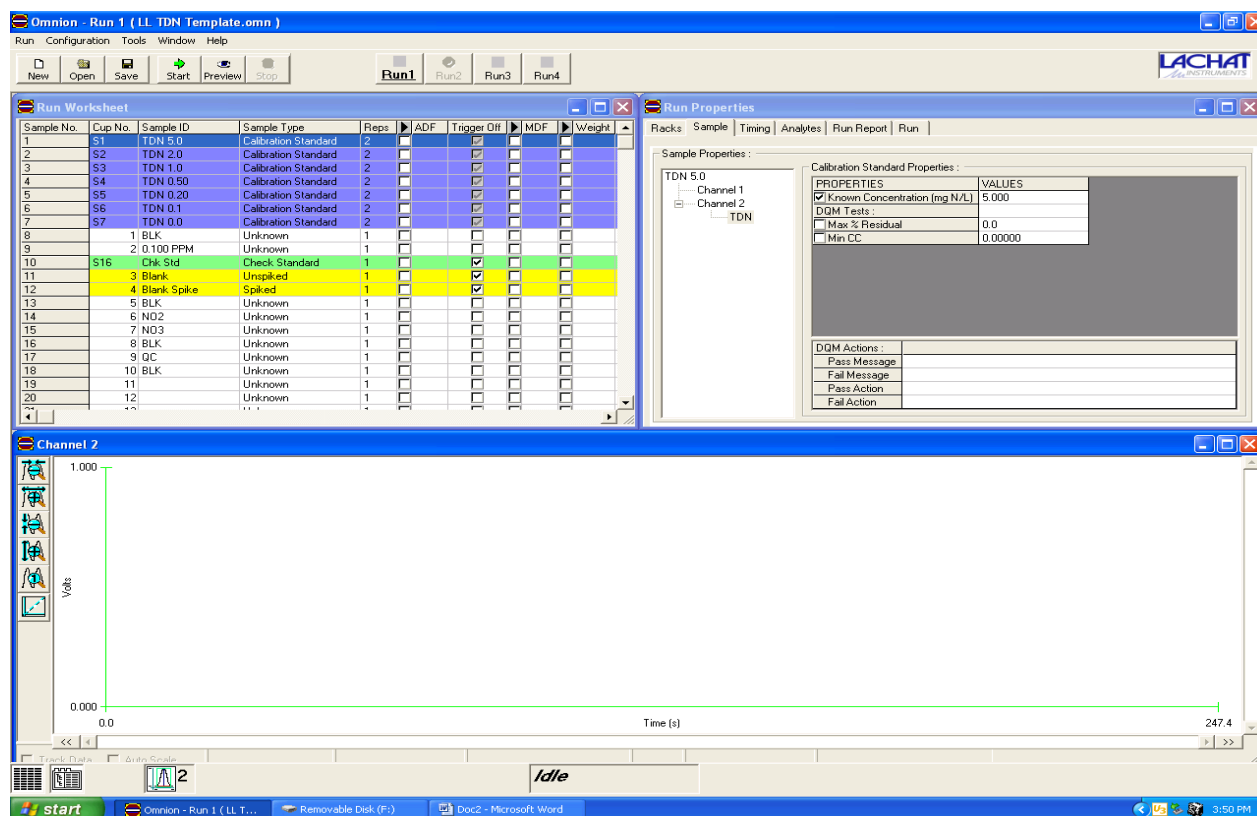 Omnion - Run 1 ( LL TDN Template.omn )
Run Configuration Tools Window Help
New Open Save Start Preview Stop Run1 Run2 Run3 Run4
LACHAT
INSTRUMENTS
Run Worksheet
Sample No. Cup No. Sample ID Sample Type Reps ADF Trigger Off MDF Weight
1 S1 TDN 5.0 Calibration Standard 2
2 S2 TDN 2.0 Calibration Standard 2
3 S3 TDN 1.0 Calibration Standard 2
4 S4 TDN 0.50 Calibration Standard 2
5 S5 TDN 0.20 Calibration Standard 2
6 S6 TDN 0.1 Calibration Standard 2
7 S7 TDN 0.0 Calibration Standard 2
8 1 BLK Unknown 1
9 2 0.100 PPM Unknown 1
10 S16 Chk Std Check Standard 1
11 3 Blank Unspiked 1
12 4 Blank Spike Spiked 1
13 5 BLK Unknown 1
14 6 NO2 Unknown 1
15 7 NO3 Unknown 1
16 8 BLK Unknown 1
17 9 QC Unknown 1
18 10 BLK Unknown 1
19 11 Unknown 1
20 12 Unknown 1
Run Properties
Racks Sample Timing Analytes Run Report Run
Sample Properties :
TDN 5.0
Channel 1
Channel 2
TDN
Calibration Standard Properties :
PROPERTIES VALUES
Known Concentration (mg N/L) 5.000
DQM Tests :
Max % Residual 0.0
Min CC 0.00000
DQM Actions :
Pass Message
Fail Message
Pass Action
Fail Action
Channel 2
1.000
Volts
0.000
0.0 Time (s) 247.4
<< >>
Track Data Auto Scale
2 Idle
start Omnion - Run 1 ( LL T... Removable Disk (F:) Doc2 - Microsoft Word 3:50 PM